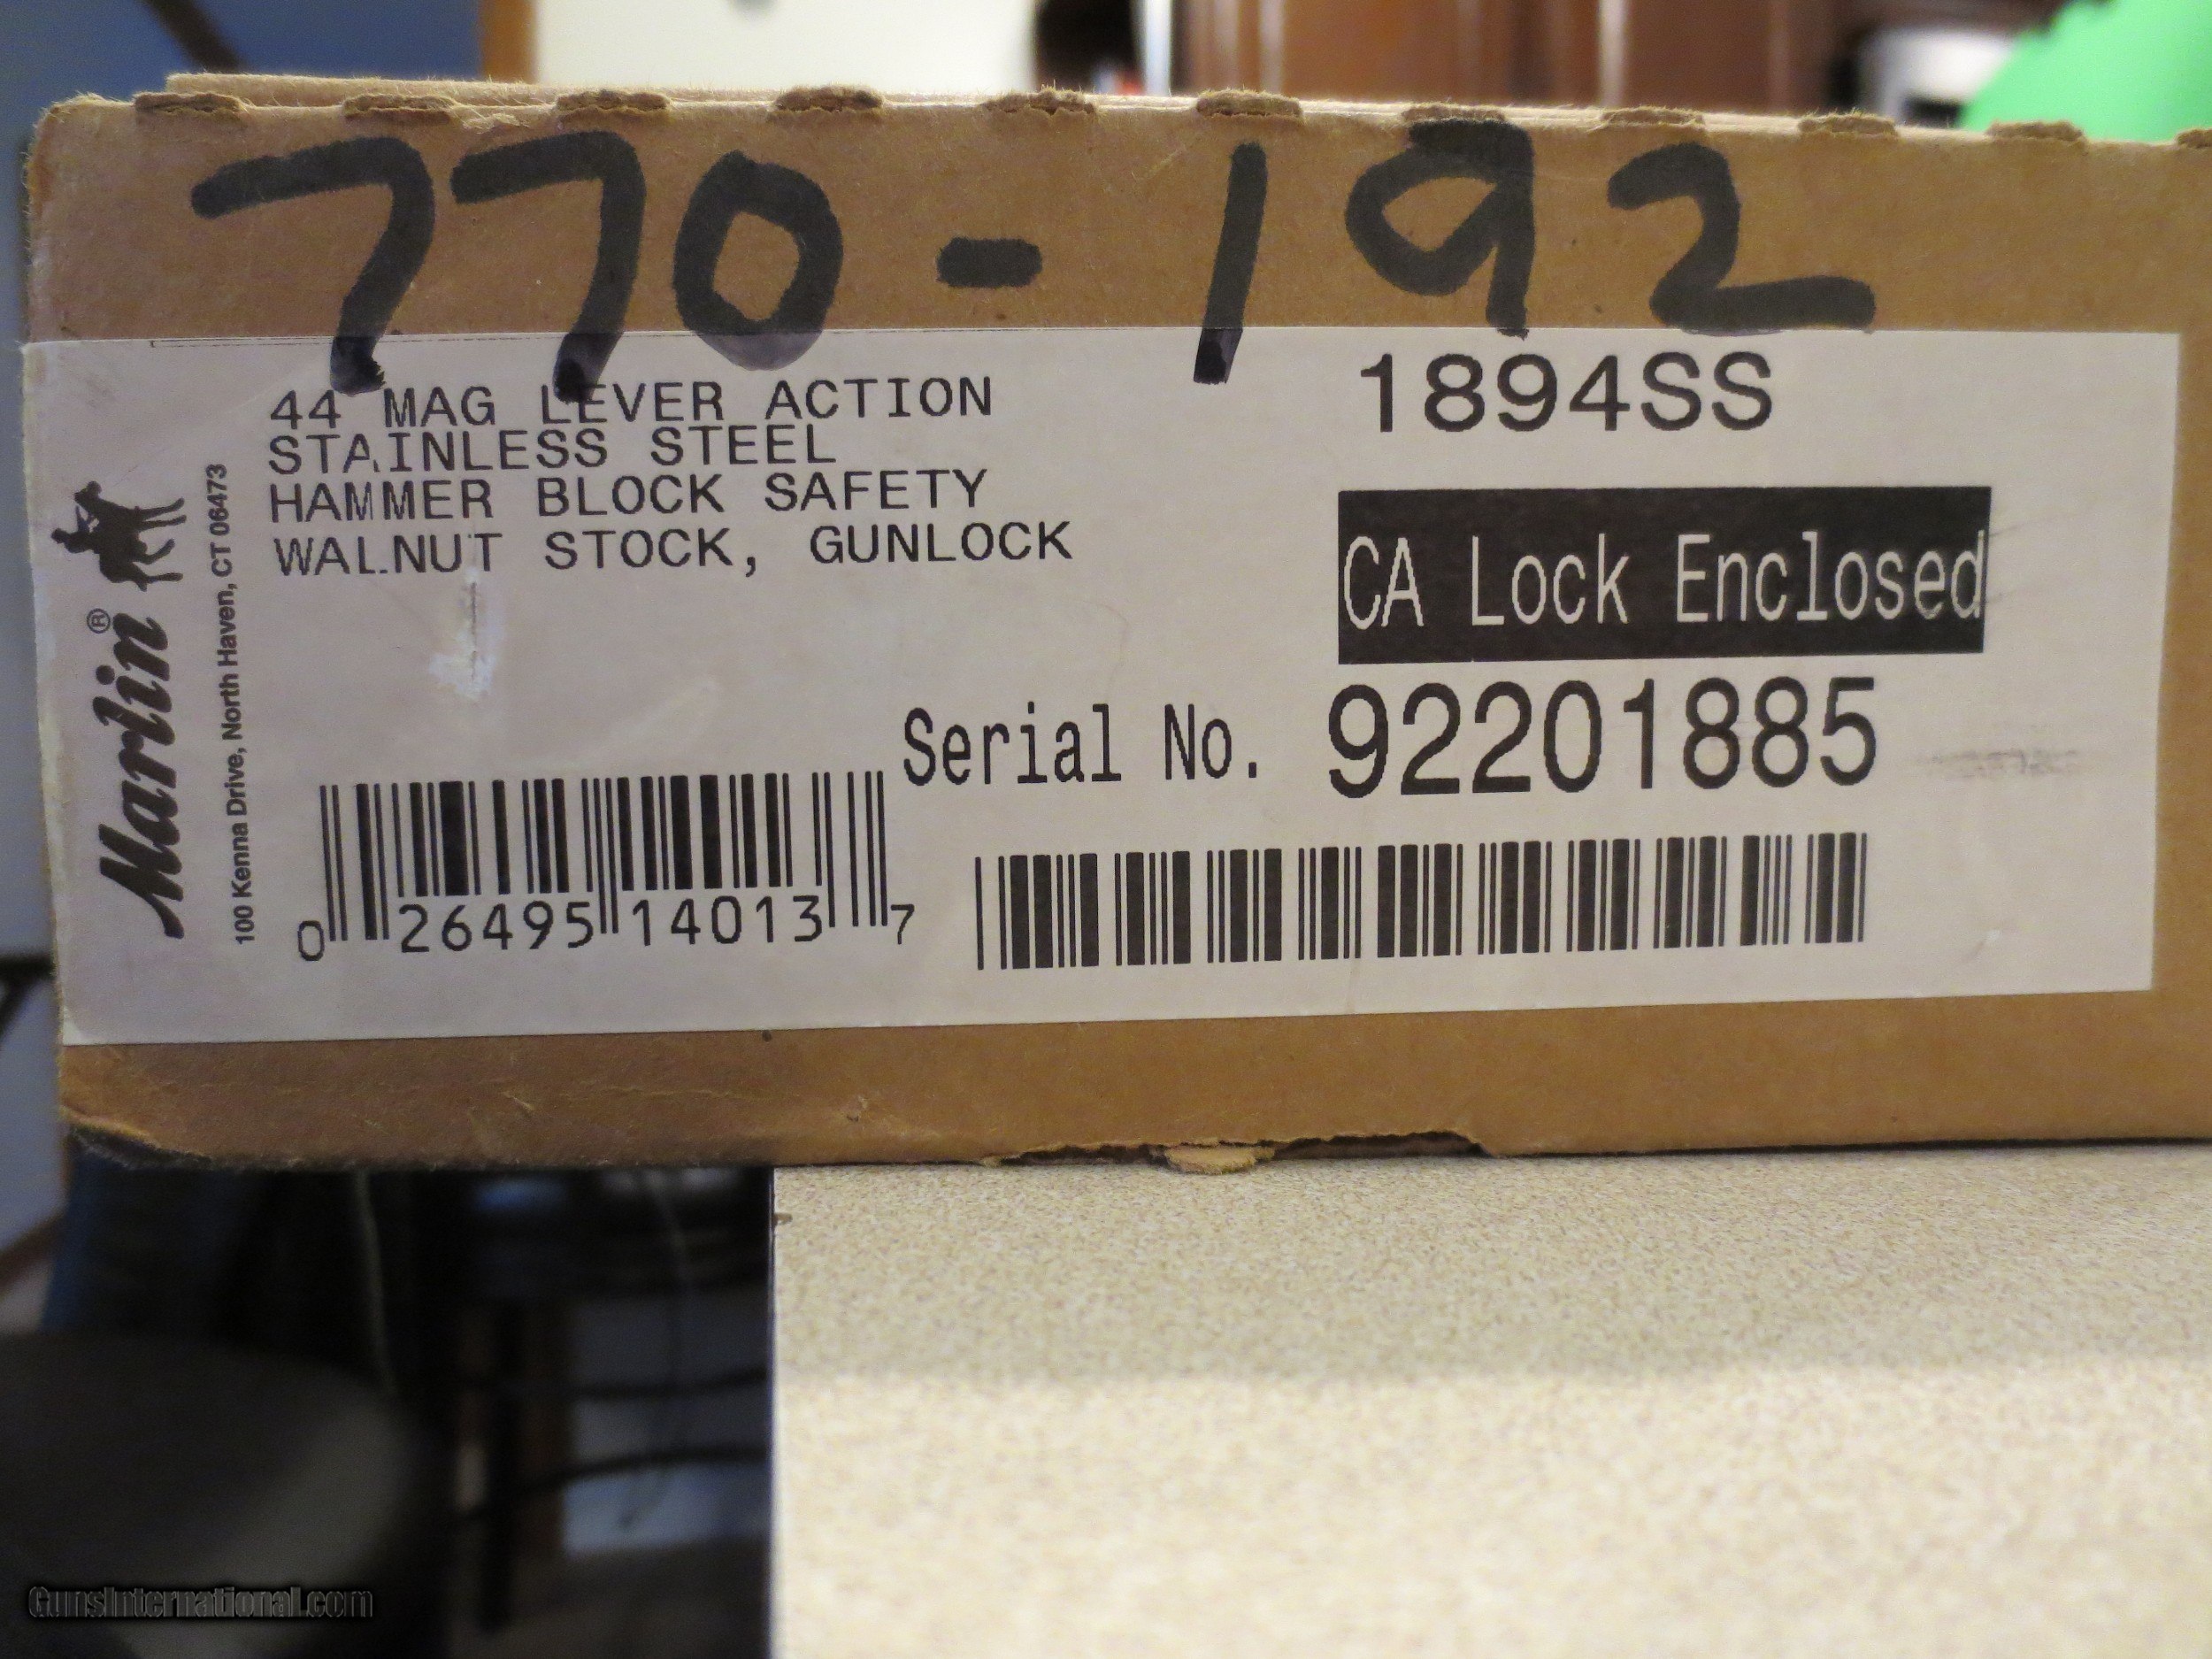 770-192
44 MAG LEVER ACTION
STAINLESS STEEL
HAMMER BLOCK SAFETY
WALNUT STOCK, GUNLOCK
1894SS
CA Lock Enclosed
Serial No. 92201885
Marlin®
100 Kenna Drive, North Haven, CT 06473
0 26495 14013 7
GunsInternational.com